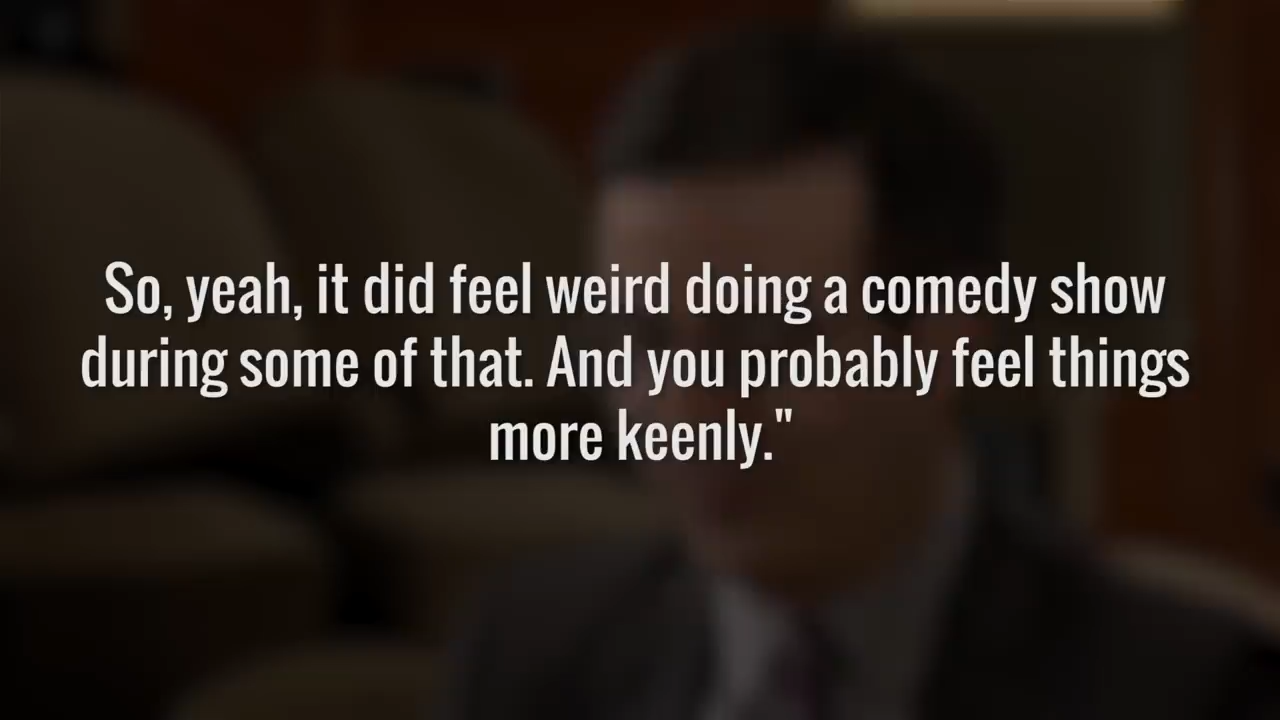 So, yeah, it did feel weird doing a comedy show
during some of that. And you probably feel things
more keenly."